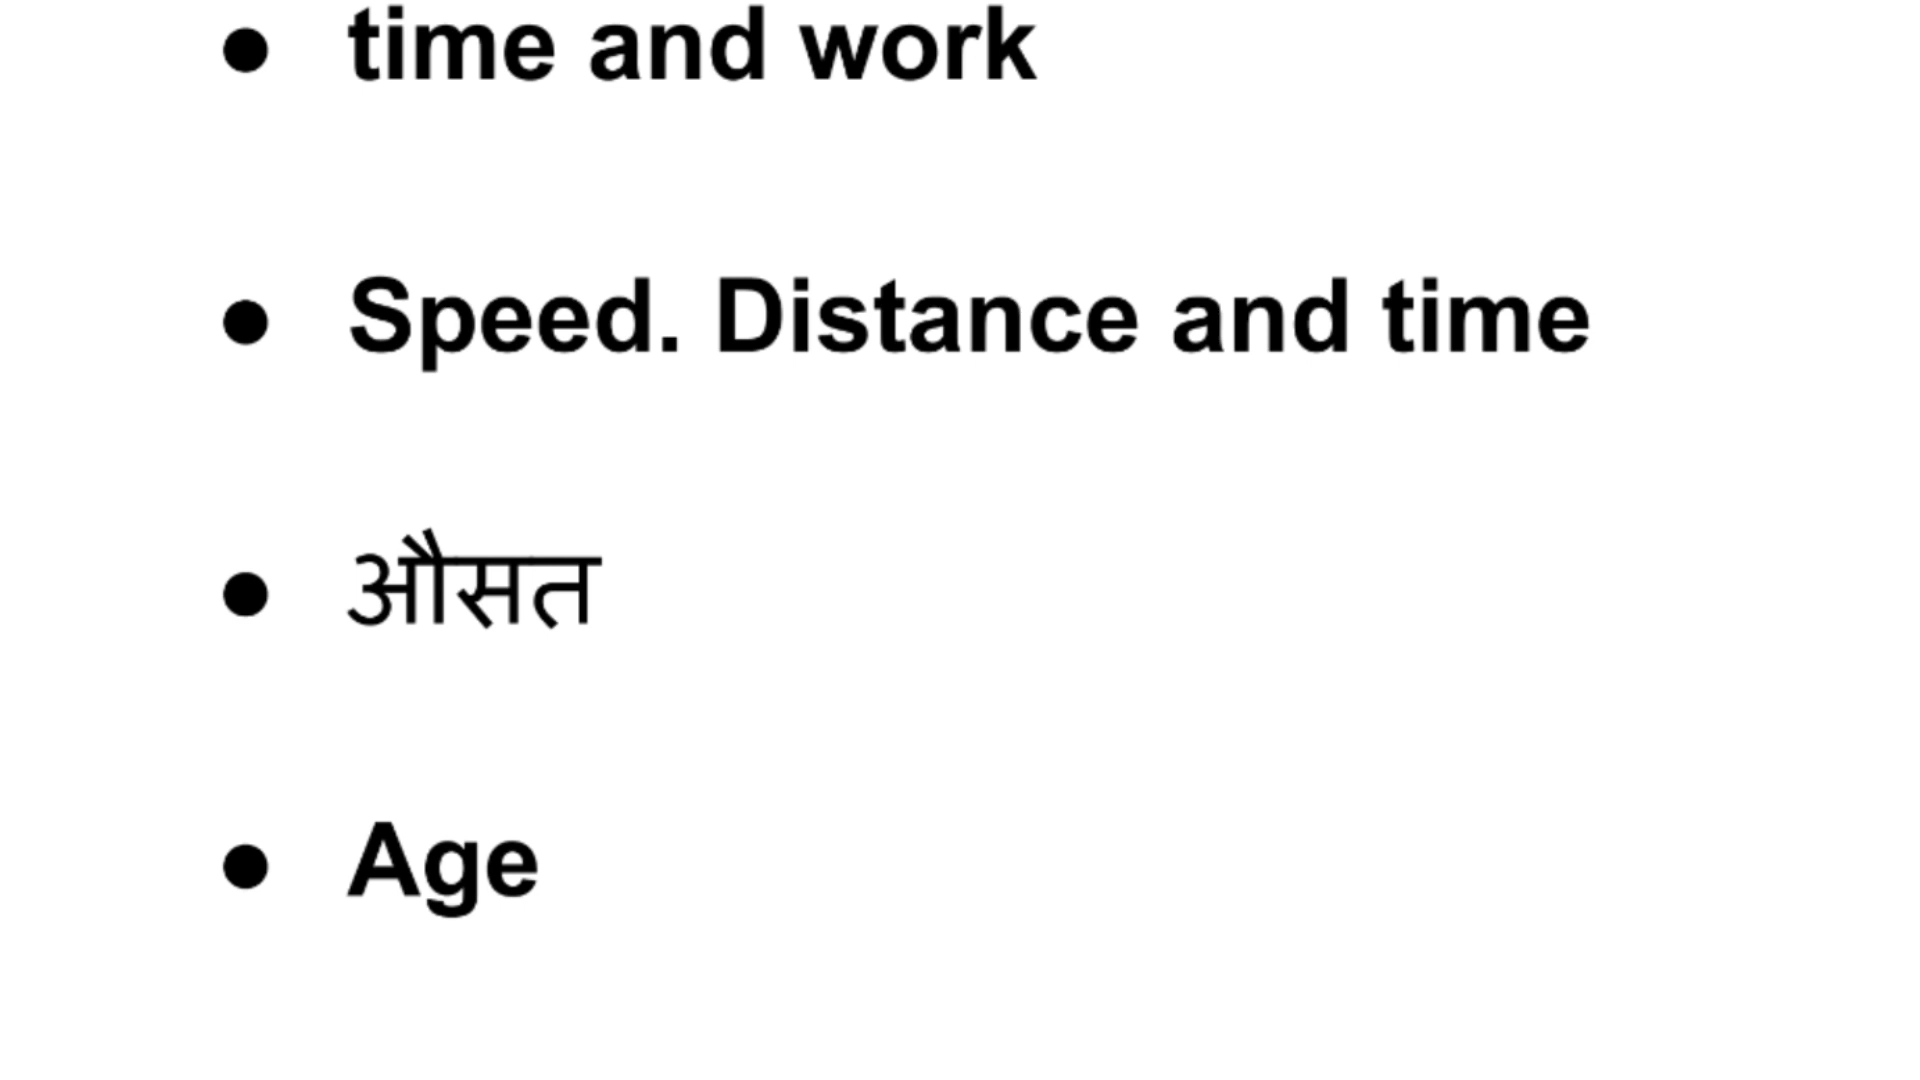 ● time and work
● Speed. Distance and time
● औसत
● Age